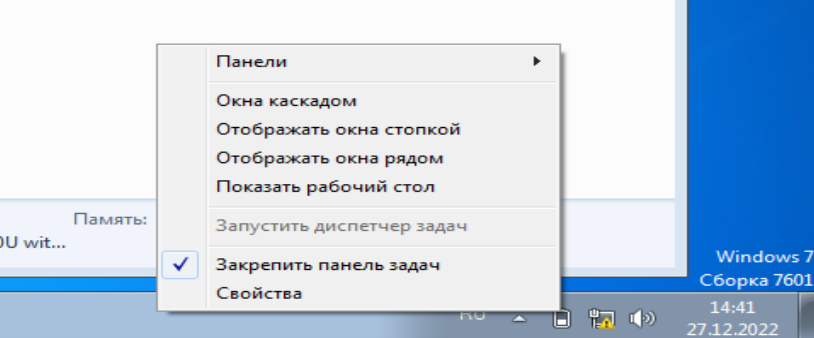 Панели
Окна каскадом
Отображать окна стопкой
Отображать окна рядом
Показать рабочий стол
Память:
Запустить диспетчер задач
0U wit...
Закрепить панель задач
Windows 7
Сборка 7601
Свойства
RU
14:41
27.12.2022